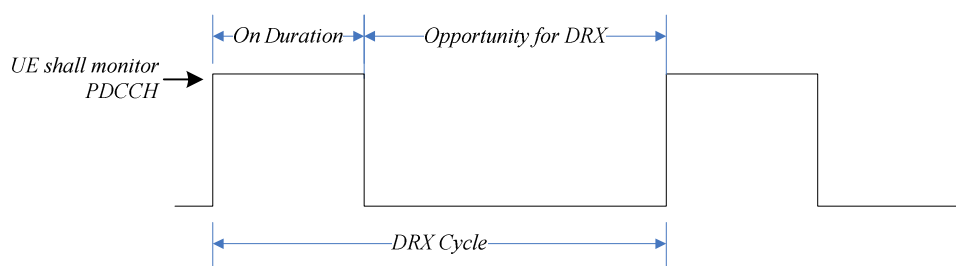 On Duration
Opportunity for DRX
UE shall monitor
PDCCH
DRX Cycle